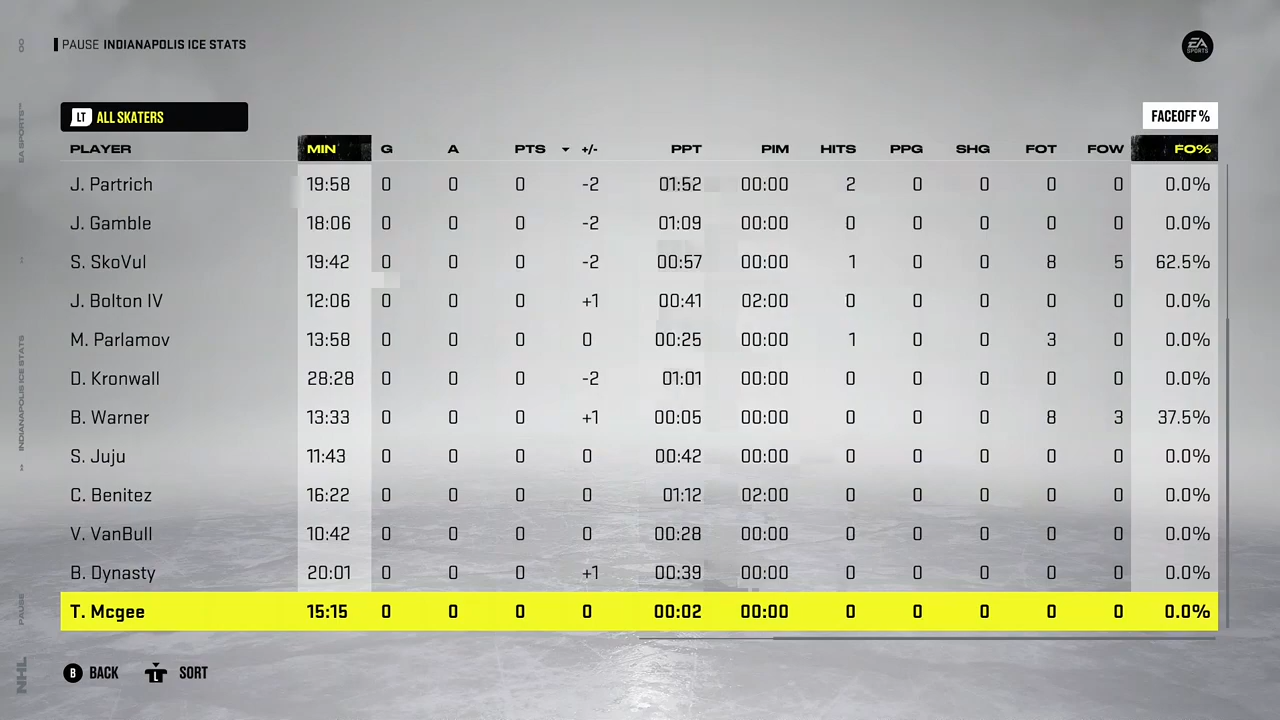 PAUSE INDIANAPOLIS ICE STATS
EA SPORTS
LT ALL SKATERS
FACEOFF %
PLAYER MIN G A PTS +/- PPT PIM HITS PPG SHG FOT FOW FO%
J. Partrich 19:58 0 0 0 -2 01:52 00:00 2 0 0 0 0 0.0%
J. Gamble 18:06 0 0 0 -2 01:09 00:00 0 0 0 0 0 0.0%
S. SkoVul 19:42 0 0 0 -2 00:57 00:00 1 0 0 8 5 62.5%
J. Bolton IV 12:06 0 0 0 +1 00:41 02:00 0 0 0 0 0 0.0%
M. Parlamov 13:58 0 0 0 0 00:25 00:00 1 0 0 3 0 0.0%
D. Kronwall 28:28 0 0 0 -2 01:01 00:00 0 0 0 0 0 0.0%
B. Warner 13:33 0 0 0 +1 00:05 00:00 0 0 0 8 3 37.5%
S. Juju 11:43 0 0 0 0 00:42 00:00 0 0 0 0 0 0.0%
C. Benitez 16:22 0 0 0 0 01:12 02:00 0 0 0 0 0 0.0%
V. VanBull 10:42 0 0 0 0 00:28 00:00 0 0 0 0 0 0.0%
B. Dynasty 20:01 0 0 0 +1 00:39 00:00 0 0 0 0 0 0.0%
T. Mcgee 15:15 0 0 0 0 00:02 00:00 0 0 0 0 0 0.0%
B BACK L SORT
NHL
PAUSE
INDIANAPOLIS ICE STATS
EA SPORTS™